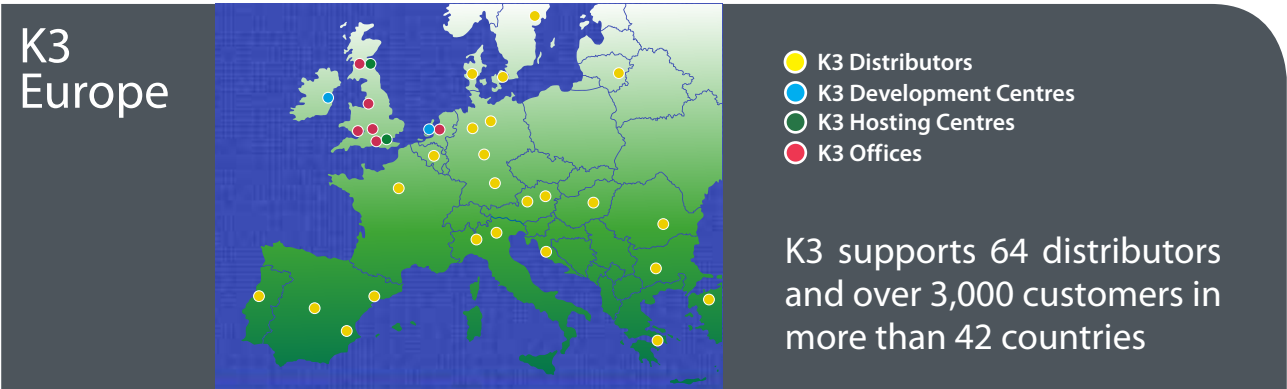 K3
Europe
K3 Distributors
K3 Development Centres
K3 Hosting Centres
K3 Offices
K3 supports 64 distributors
and over 3,000 customers in
more than 42 countries